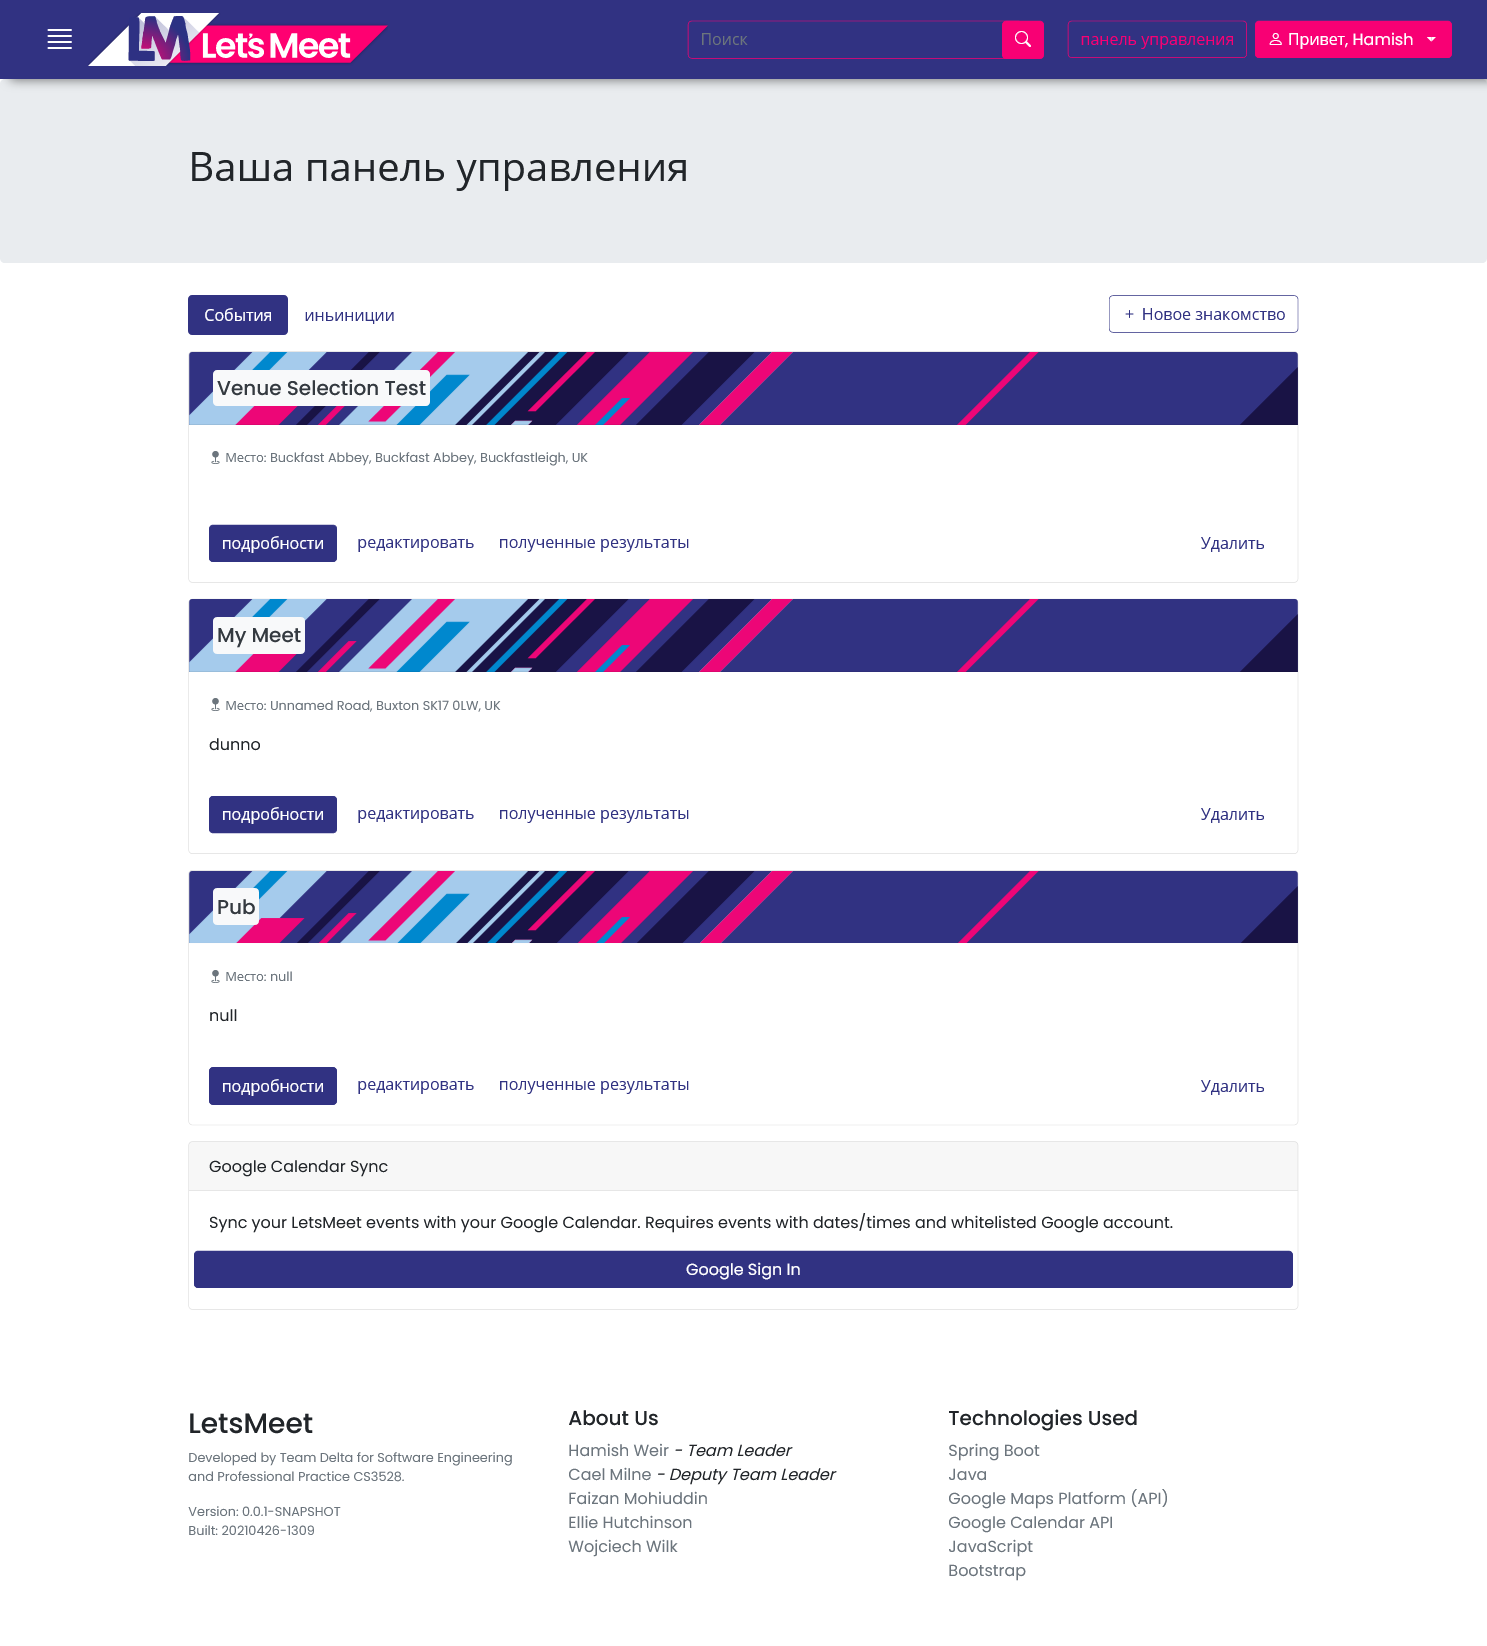 LM Let's Meet
Поиск
панель управления
Привет, Hamish
Ваша панель управления
События
иньиниции
+ Новое знакомство
Venue Selection Test
Место: Buckfast Abbey, Buckfast Abbey, Buckfastleigh, UK
подробности редактировать полученные результаты Удалить
My Meet
Место: Unnamed Road, Buxton SK17 0LW, UK
dunno
подробности редактировать полученные результаты Удалить
Pub
Место: null
null
подробности редактировать полученные результаты Удалить
Google Calendar Sync
Sync your LetsMeet events with your Google Calendar. Requires events with dates/times and whitelisted Google account.
Google Sign In
LetsMeet
Developed by Team Delta for Software Engineering
and Professional Practice CS3528.
Version: 0.0.1-SNAPSHOT
Built: 20210426-1309
About Us
Hamish Weir - Team Leader
Cael Milne - Deputy Team Leader
Faizan Mohiuddin
Ellie Hutchinson
Wojciech Wilk
Technologies Used
Spring Boot
Java
Google Maps Platform (API)
Google Calendar API
JavaScript
Bootstrap